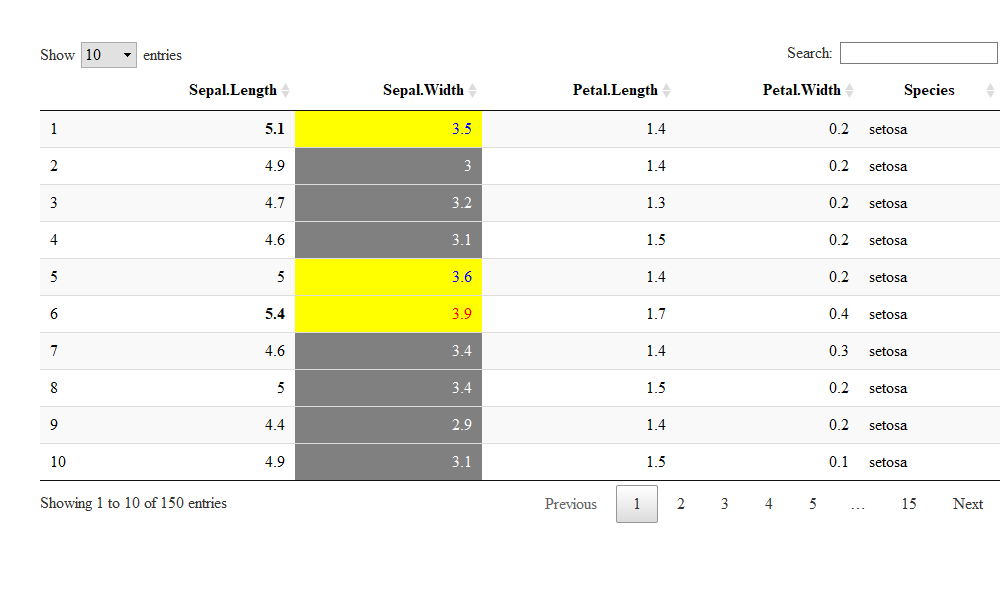 Show 10 entries Search:
Sepal.Length Sepal.Width Petal.Length Petal.Width Species
1 5.1 3.5 1.4 0.2 setosa
2 4.9 3 1.4 0.2 setosa
3 4.7 3.2 1.3 0.2 setosa
4 4.6 3.1 1.5 0.2 setosa
5 5 3.6 1.4 0.2 setosa
6 5.4 3.9 1.7 0.4 setosa
7 4.6 3.4 1.4 0.3 setosa
8 5 3.4 1.5 0.2 setosa
9 4.4 2.9 1.4 0.2 setosa
10 4.9 3.1 1.5 0.1 setosa
Showing 1 to 10 of 150 entries Previous 1 2 3 4 5 … 15 Next